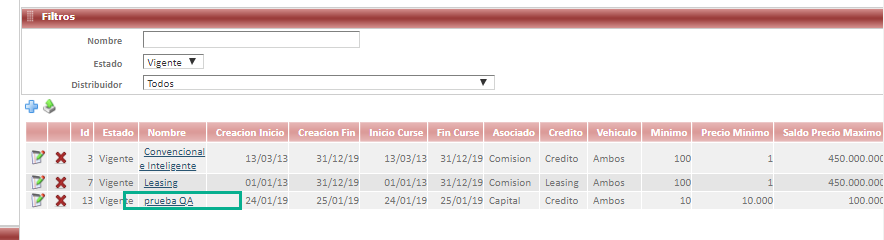 Filtros
Nombre
Estado Vigente
Distribuidor Todos
Id Estado Nombre Creacion Inicio Creacion Fin Inicio Curse Fin Curse Asociado Credito Vehiculo Minimo Precio Minimo Saldo Precio Maximo
3 Vigente Convencional e Inteligente 13/03/13 31/12/19 13/03/13 31/12/19 Comision Credito Ambos 100 1 450.000.000
7 Vigente Leasing 01/01/13 31/12/19 01/01/13 31/12/19 Comision Leasing Ambos 100 1 450.000.000
13 Vigente prueba QA 24/01/19 25/01/19 24/01/19 25/01/19 Capital Credito Ambos 10 10.000 100.000